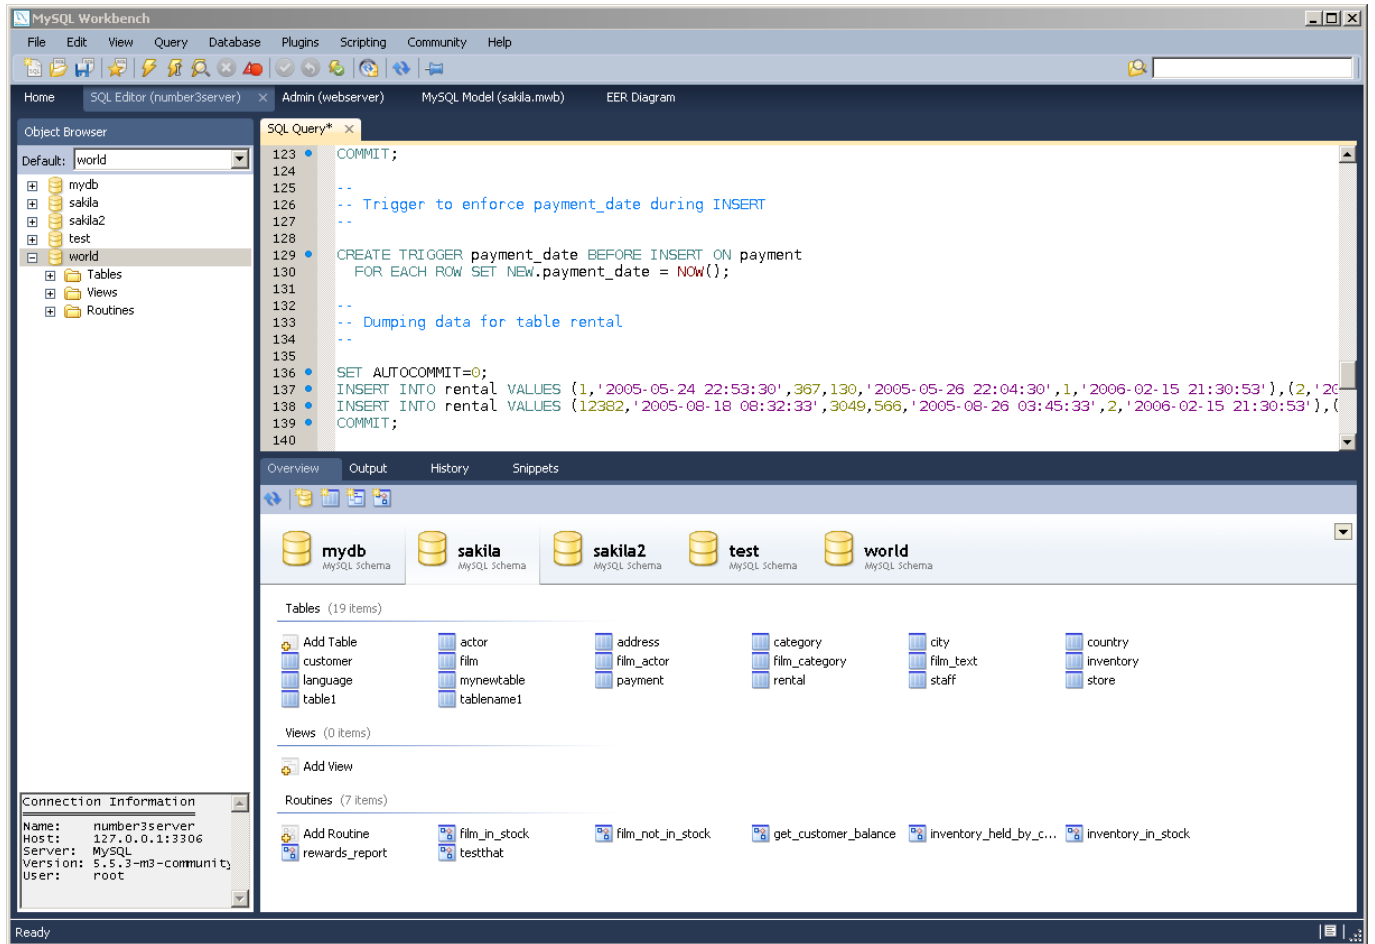 MySQL Workbench
File Edit View Query Database Plugins Scripting Community Help
Home SQL Editor (number3server) Admin (webserver) MySQL Model (sakila.mwb) EER Diagram
Object Browser
Default: world
mydb
sakila
sakila2
test
world
Tables
Views
Routines
Connection Information
Name: number3server
Host: 127.0.0.1:3306
Server: MySQL
Version: 5.5.3-m3-community
User: root
SQL Query*
123 COMMIT;
124
125 --
126 -- Trigger to enforce payment_date during INSERT
127 --
128
129 CREATE TRIGGER payment_date BEFORE INSERT ON payment
130 FOR EACH ROW SET NEW.payment_date = NOW();
131
132 --
133 -- Dumping data for table rental
134 --
135
136 SET AUTOCOMMIT=0;
137 INSERT INTO rental VALUES (1,'2005-05-24 22:53:30',367,130,'2005-05-26 22:04:30',1,'2006-02-15 21:30:53'),(2,'20
138 INSERT INTO rental VALUES (12382,'2005-08-18 08:32:33',3049,566,'2005-08-26 03:45:33',2,'2006-02-15 21:30:53'),(
139 COMMIT;
140
Overview Output History Snippets
mydb sakila sakila2 test world
MySQL Schema MySQL Schema MySQL Schema MySQL Schema MySQL Schema
Tables (19 items)
Add Table actor address category city country
customer film film_actor film_category film_text inventory
language mynewtable payment rental staff store
table1 tablename1
Views (0 items)
Add View
Routines (7 items)
Add Routine film_in_stock film_not_in_stock get_customer_balance inventory_held_by_c... inventory_in_stock
rewards_report testthat
Ready